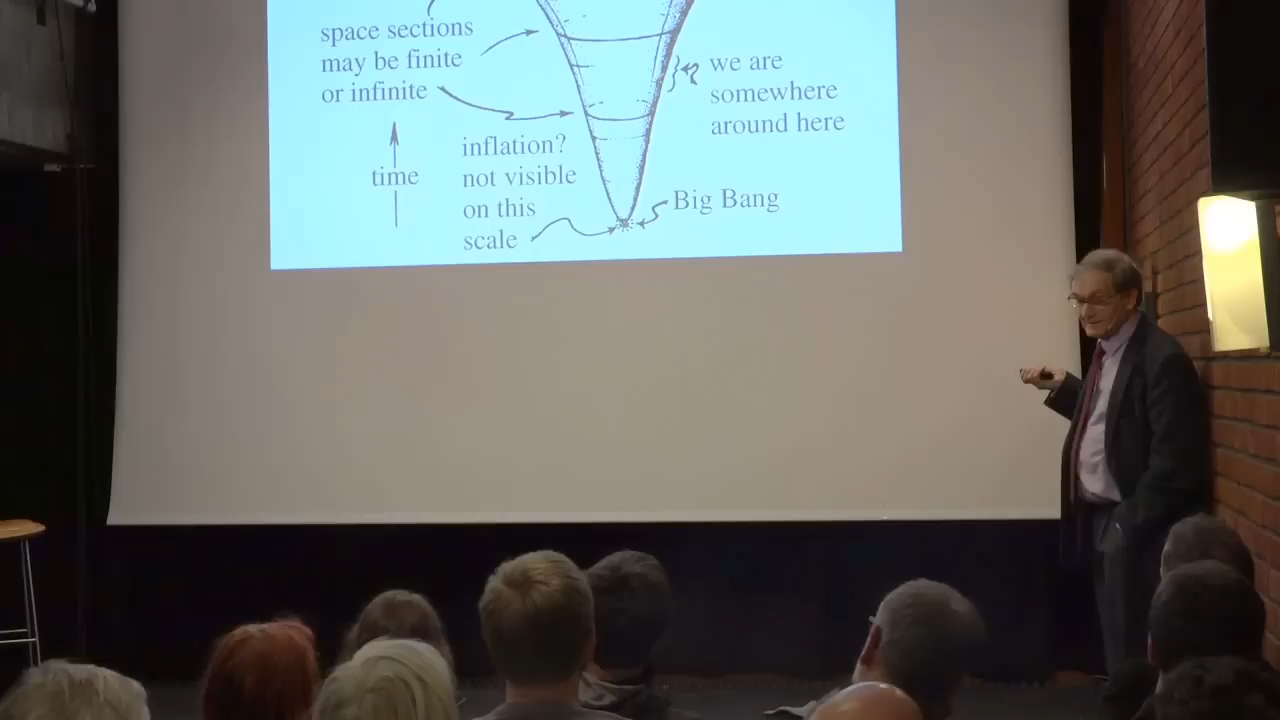 space sections
may be finite
or infinite
we are
somewhere
around here
time
inflation?
not visible
on this
scale
Big Bang